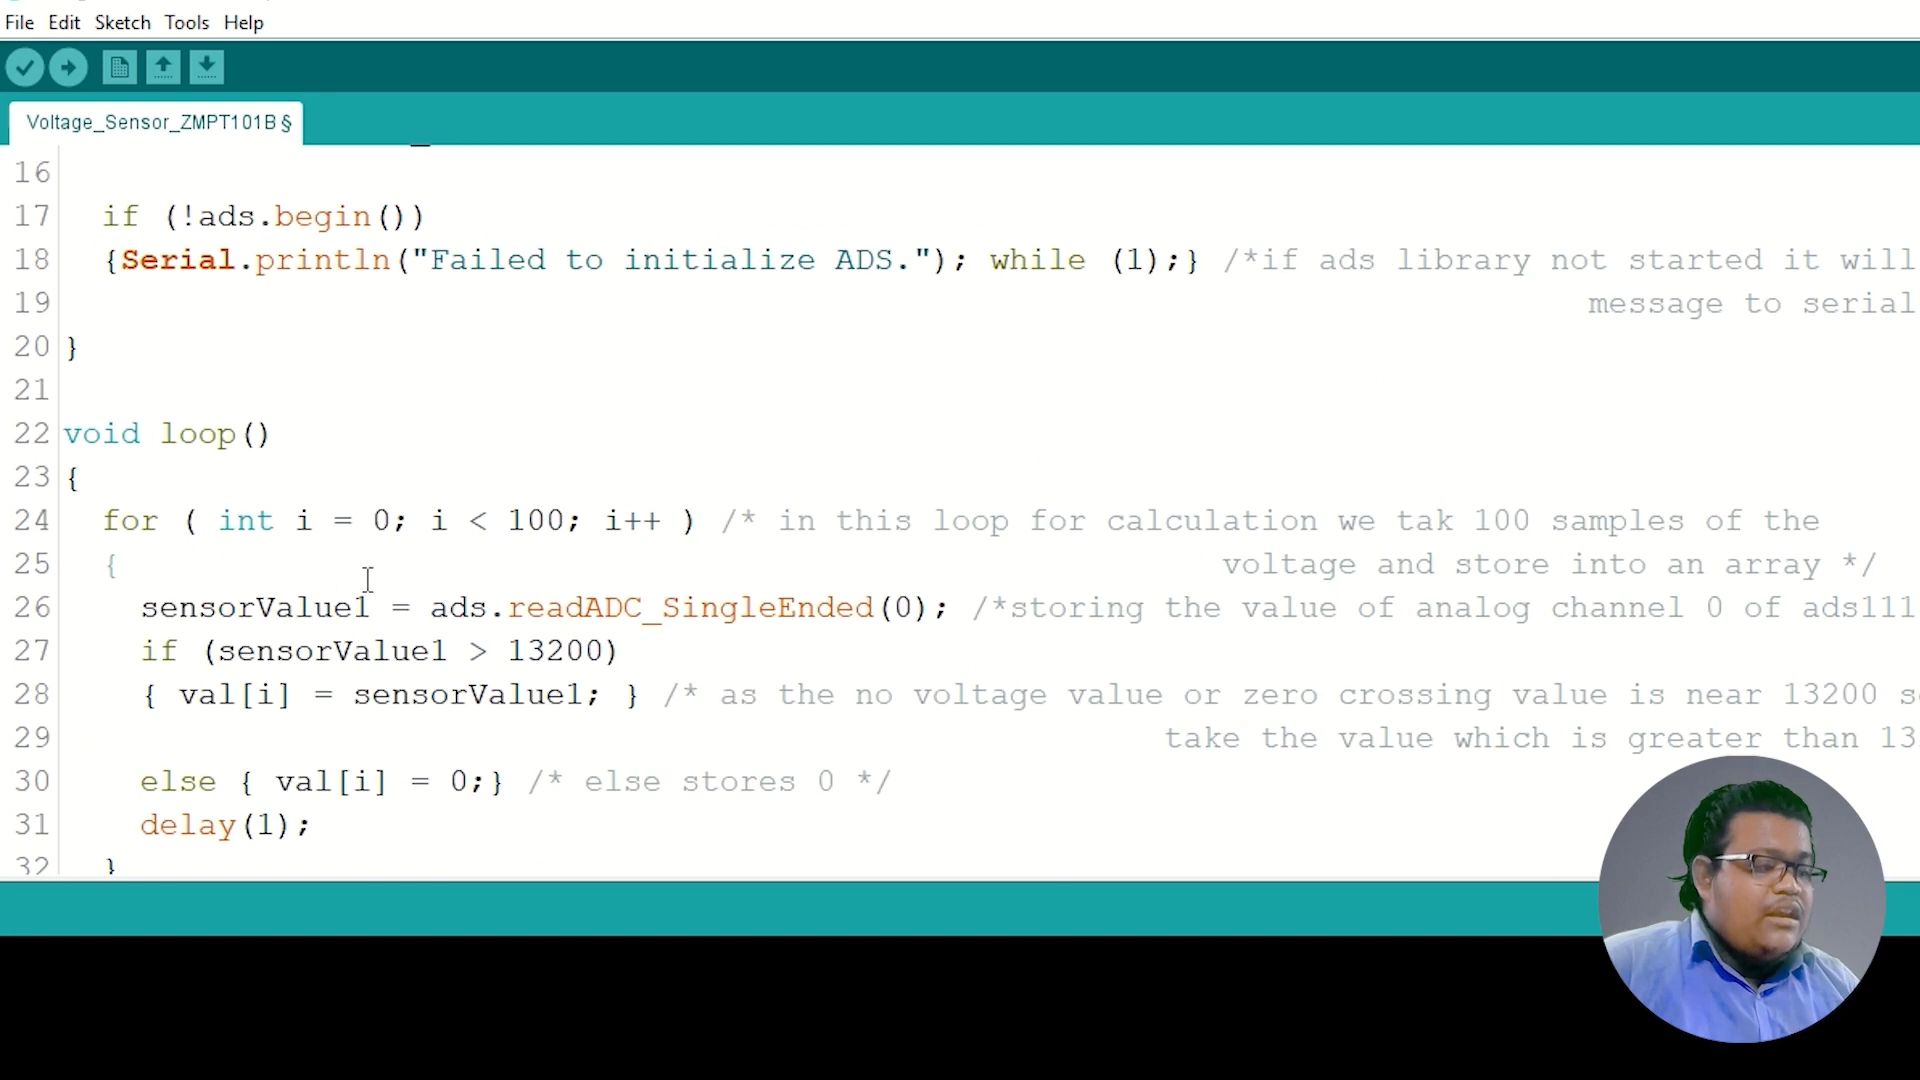 File Edit Sketch Tools Help
Voltage_Sensor_ZMPT101B §
16
17 if (!ads.begin())
18 {Serial.println("Failed to initialize ADS."); while (1);} /*if ads library not started it will
19 message to serial
20 }
21
22 void loop()
23 {
24 for ( int i = 0; i < 100; i++ ) /* in this loop for calculation we tak 100 samples of the
25 { voltage and store into an array */
26 sensorValue1 = ads.readADC_SingleEnded(0); /*storing the value of analog channel 0 of ads111
27 if (sensorValue1 > 13200)
28 { val[i] = sensorValue1; } /* as the no voltage value or zero crossing value is near 13200 s
29 take the value which is greater than 13
30 else { val[i] = 0;} /* else stores 0 */
31 delay(1);
32 }